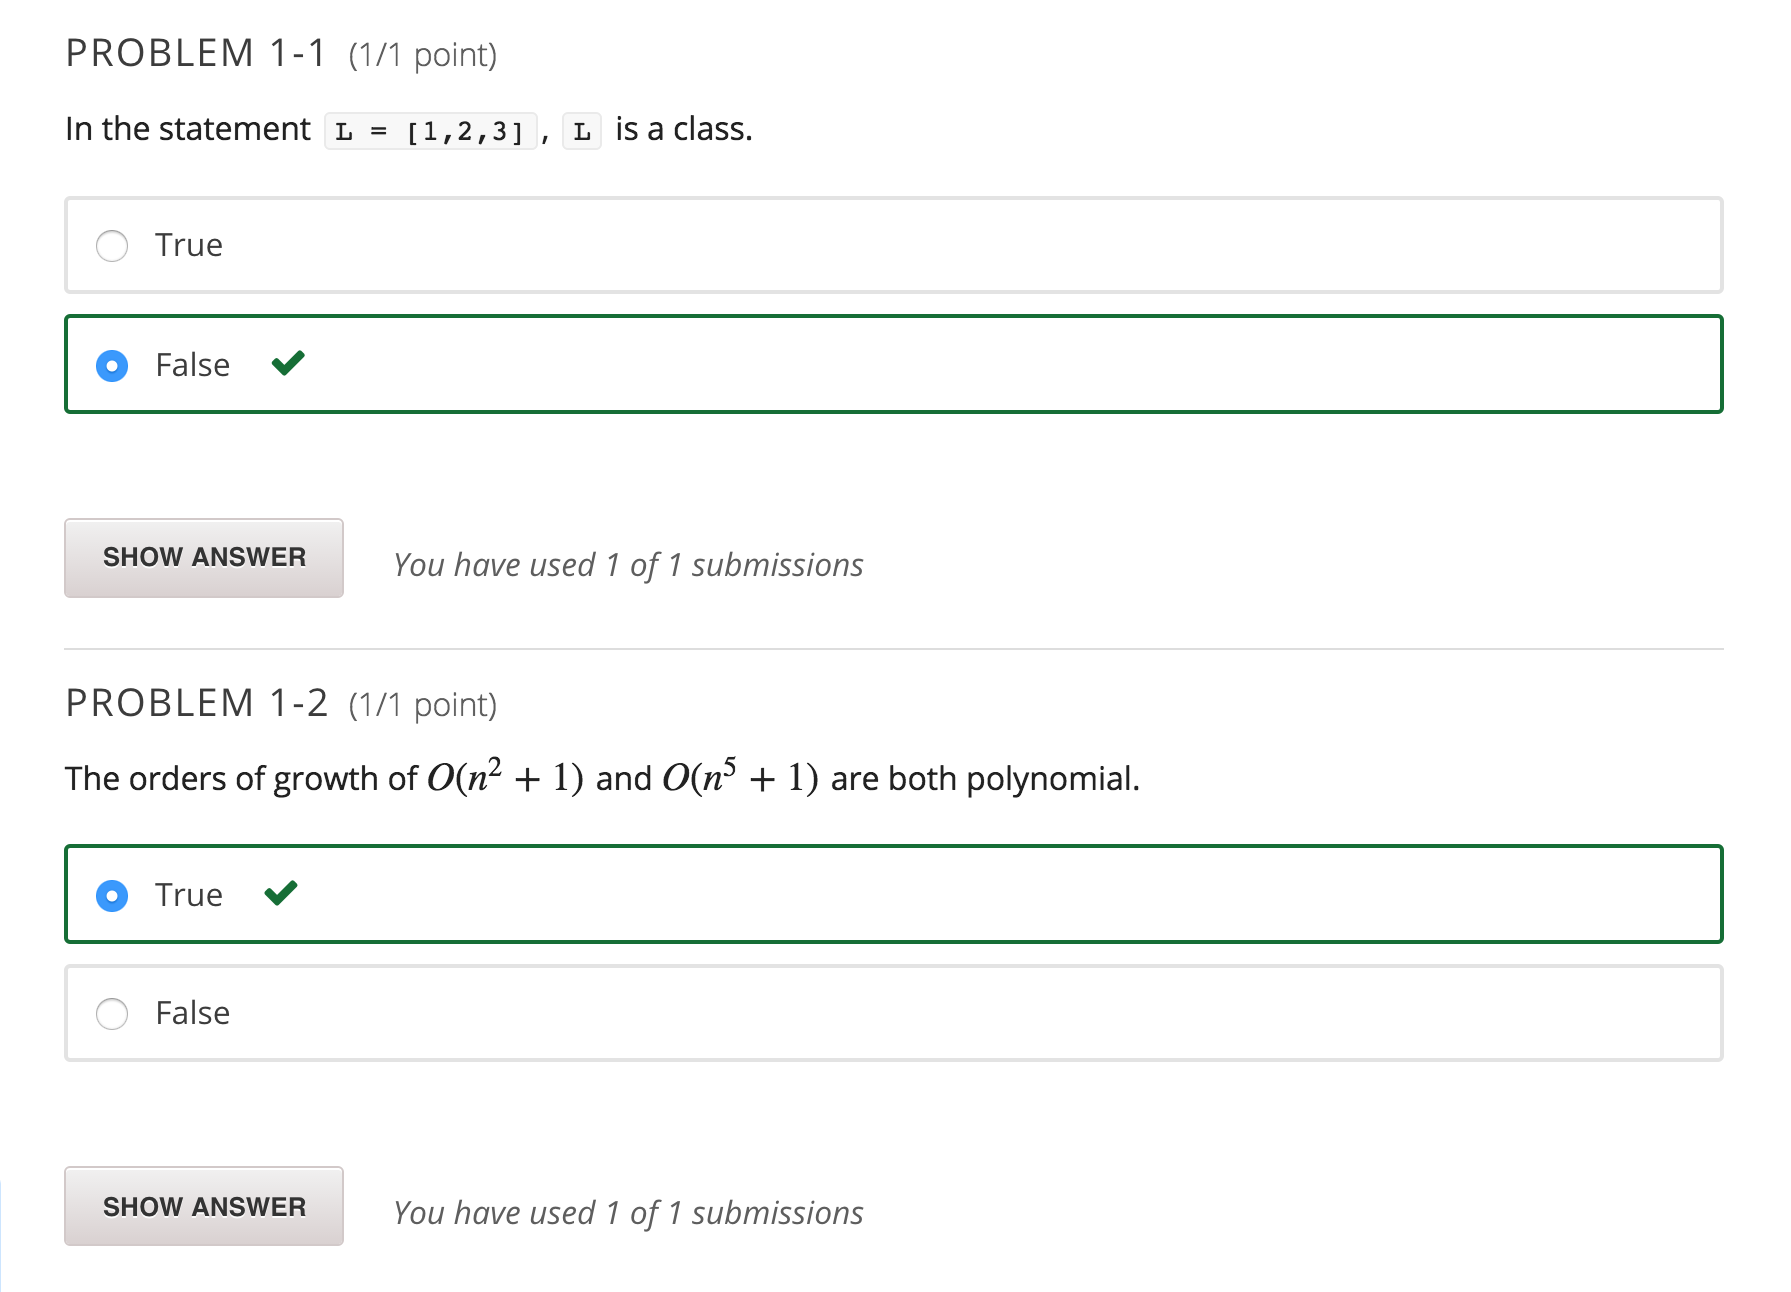 PROBLEM 1-1 (1/1 point)
In the statement L = [1,2,3], L is a class.
True
False
SHOW ANSWER You have used 1 of 1 submissions
PROBLEM 1-2 (1/1 point)
The orders of growth of O(n² + 1) and O(n⁵ + 1) are both polynomial.
True
False
SHOW ANSWER You have used 1 of 1 submissions